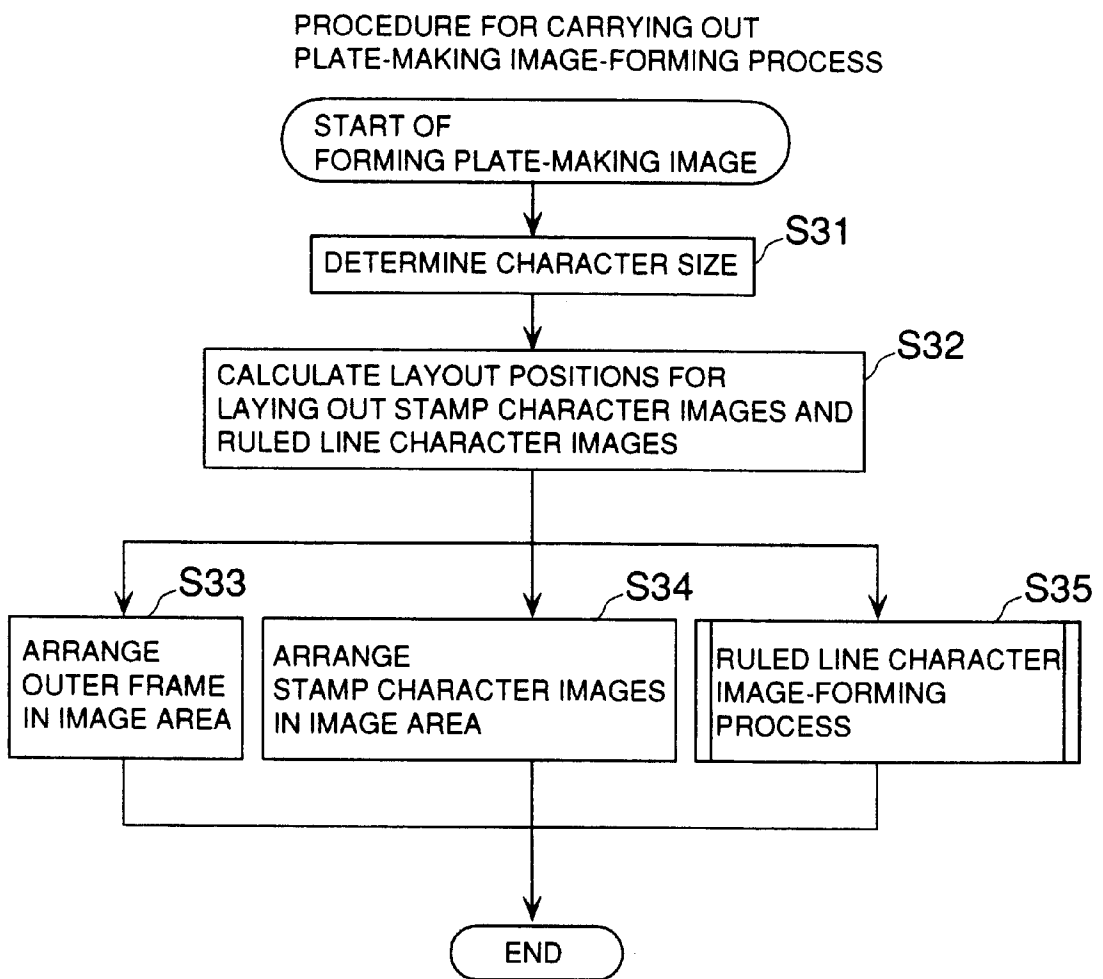 PROCEDURE FOR CARRYING OUT
PLATE-MAKING IMAGE-FORMING PROCESS
START OF
FORMING PLATE-MAKING IMAGE
S31
DETERMINE CHARACTER SIZE
S32
CALCULATE LAYOUT POSITIONS FOR
LAYING OUT STAMP CHARACTER IMAGES AND
RULED LINE CHARACTER IMAGES
S33
ARRANGE
OUTER FRAME
IN IMAGE AREA
S34
ARRANGE
STAMP CHARACTER IMAGES
IN IMAGE AREA
S35
RULED LINE CHARACTER
IMAGE-FORMING
PROCESS
END